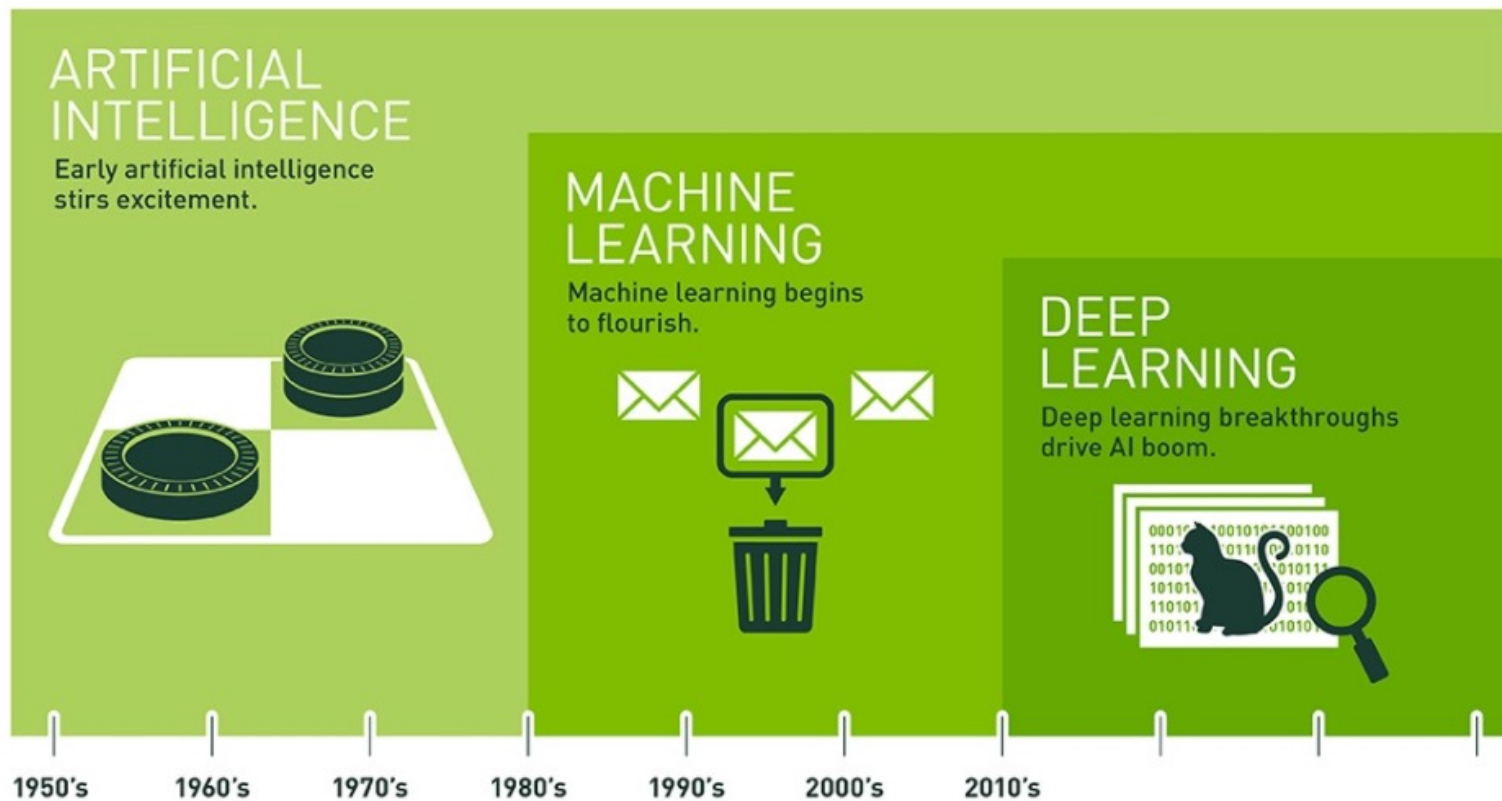 ARTIFICIAL
INTELLIGENCE
Early artificial intelligence
stirs excitement.
MACHINE
LEARNING
Machine learning begins
to flourish.
DEEP
LEARNING
Deep learning breakthroughs
drive AI boom.
1950's 1960's 1970's 1980's 1990's 2000's 2010's